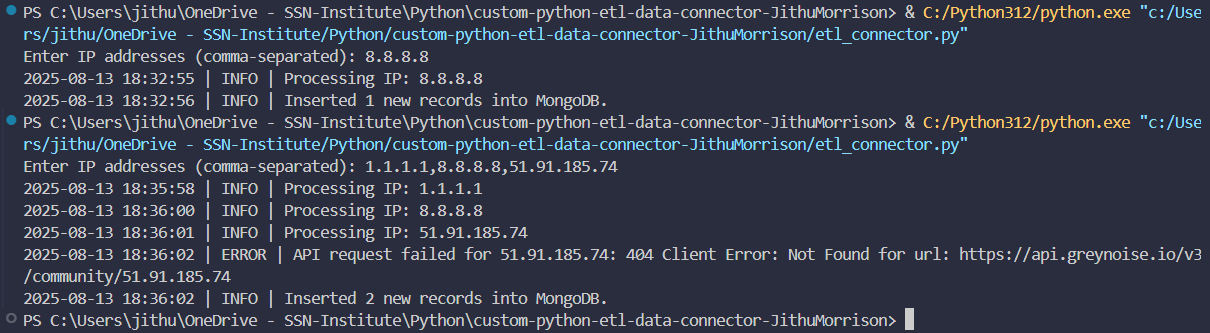 PS C:\Users\jithu\OneDrive - SSN-Institute\Python\custom-python-etl-data-connector-JithuMorrison> & C:/Python312/python.exe "c:/Use
rs/jithu/OneDrive - SSN-Institute/Python/custom-python-etl-data-connector-JithuMorrison/etl_connector.py"
Enter IP addresses (comma-separated): 8.8.8.8
2025-08-13 18:32:55 | INFO | Processing IP: 8.8.8.8
2025-08-13 18:32:56 | INFO | Inserted 1 new records into MongoDB.
PS C:\Users\jithu\OneDrive - SSN-Institute\Python\custom-python-etl-data-connector-JithuMorrison> & C:/Python312/python.exe "c:/Use
rs/jithu/OneDrive - SSN-Institute/Python/custom-python-etl-data-connector-JithuMorrison/etl_connector.py"
Enter IP addresses (comma-separated): 1.1.1.1,8.8.8.8,51.91.185.74
2025-08-13 18:35:58 | INFO | Processing IP: 1.1.1.1
2025-08-13 18:36:00 | INFO | Processing IP: 8.8.8.8
2025-08-13 18:36:01 | INFO | Processing IP: 51.91.185.74
2025-08-13 18:36:02 | ERROR | API request failed for 51.91.185.74: 404 Client Error: Not Found for url: https://api.greynoise.io/v3
/community/51.91.185.74
2025-08-13 18:36:02 | INFO | Inserted 2 new records into MongoDB.
PS C:\Users\jithu\OneDrive - SSN-Institute\Python\custom-python-etl-data-connector-JithuMorrison>